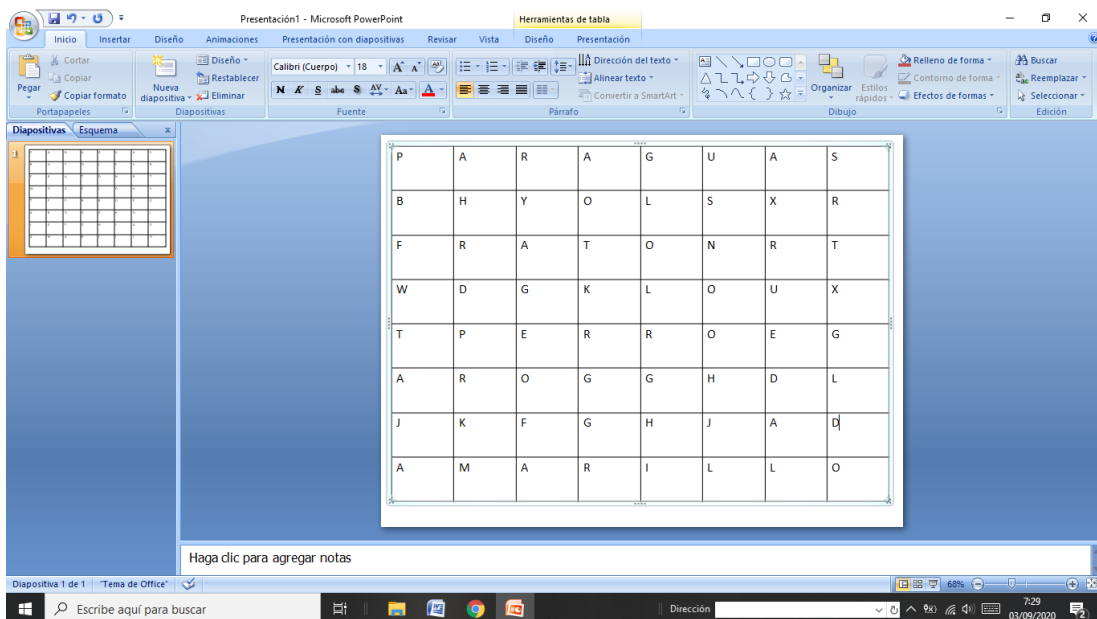 Presentación1 - Microsoft PowerPoint
Herramientas de tabla
Inicio Insertar Diseño Animaciones Presentación con diapositivas Revisar Vista Diseño Presentación
Pegar
Cortar
Copiar
Copiar formato
Portapapeles
Nueva diapositiva
Diseño
Restablecer
Eliminar
Diapositivas
Calibri (Cuerpo) 18
N K S abe S AV Aa A
Fuente
Dirección del texto
Alinear texto
Convertir a SmartArt
Párrafo
Organizar
Estilos rápidos
Relleno de forma
Contorno de forma
Efectos de formas
Dibujo
Buscar
Reemplazar
Seleccionar
Edición
Diapositivas Esquema x
1
P A R A G U A S
B H Y O L S X R
F R A T O N R T
W D G K L O U X
T P E R R O E G
A R O G G H D L
J K F G H J A D
A M A R I L L O
Haga clic para agregar notas
Diapositiva 1 de 1 "Tema de Office" 68%
Escribe aquí para buscar
Dirección
7:29
03/09/2020